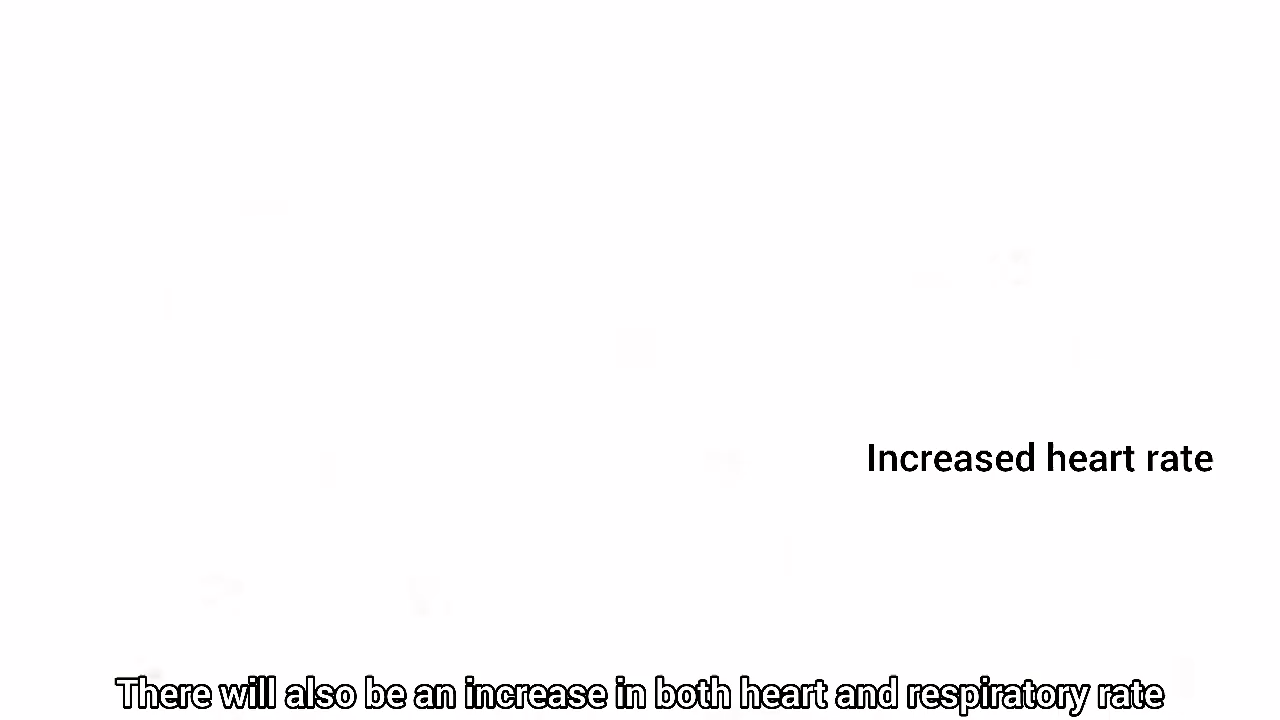 Increased heart rate
There will also be an increase in both heart and respiratory rate